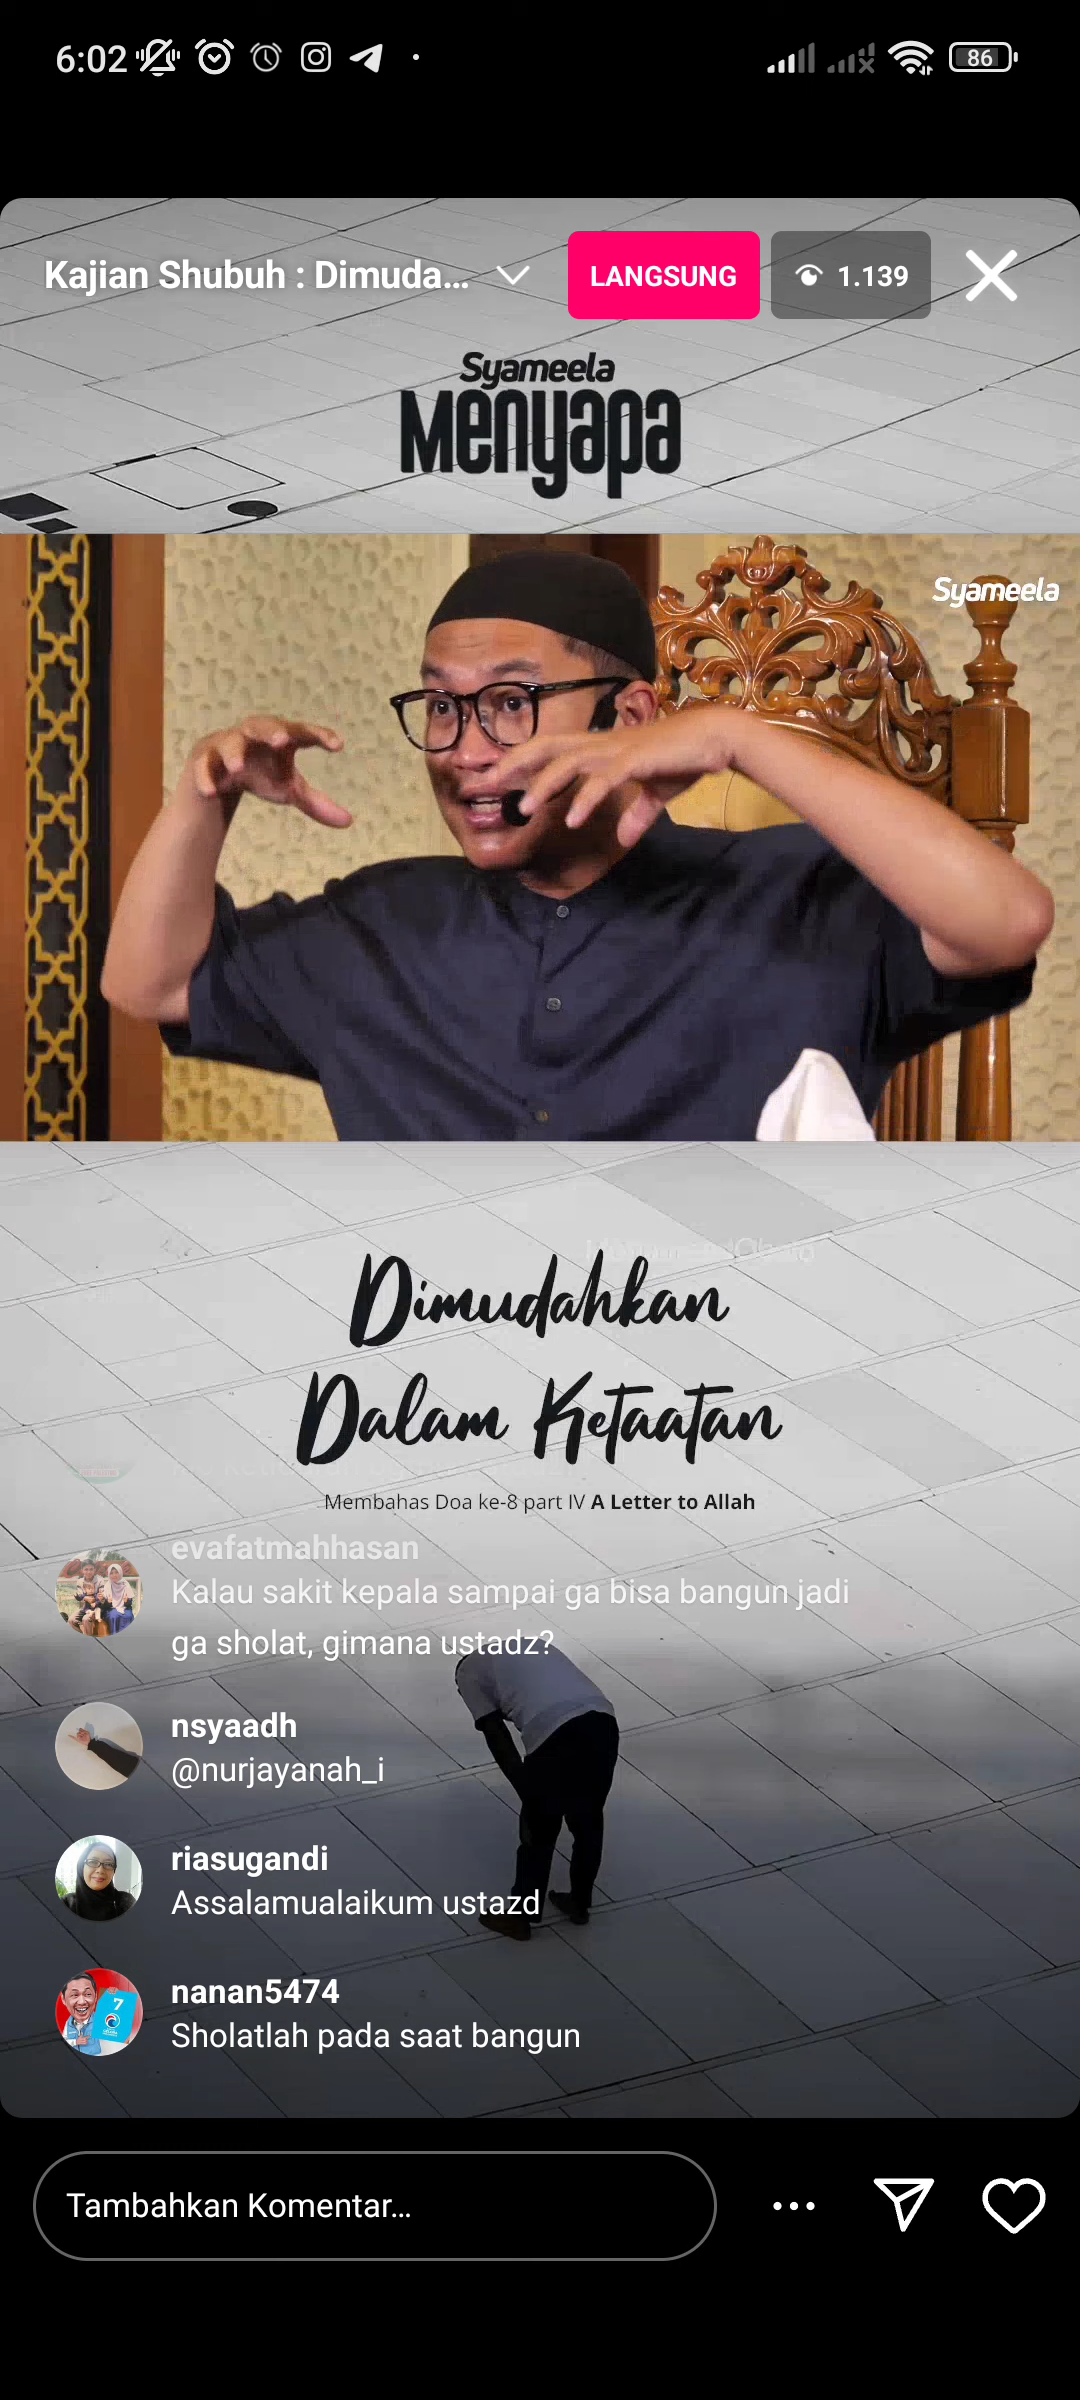 6:02
86
Kajian Shubuh : Dimuda...
LANGSUNG
1.139
Syameela
Menyapa
Syameela
Dimudahkan
Dalam Ketaatan
Membahas Doa ke-8 part IV A Letter to Allah
evafatmahhasan
Kalau sakit kepala sampai ga bisa bangun jadi
ga sholat, gimana ustadz?
nsyaadh
@nurjayanah_i
riasugandi
Assalamualaikum ustazd
7
nanan5474
Sholatlah pada saat bangun
Tambahkan Komentar...